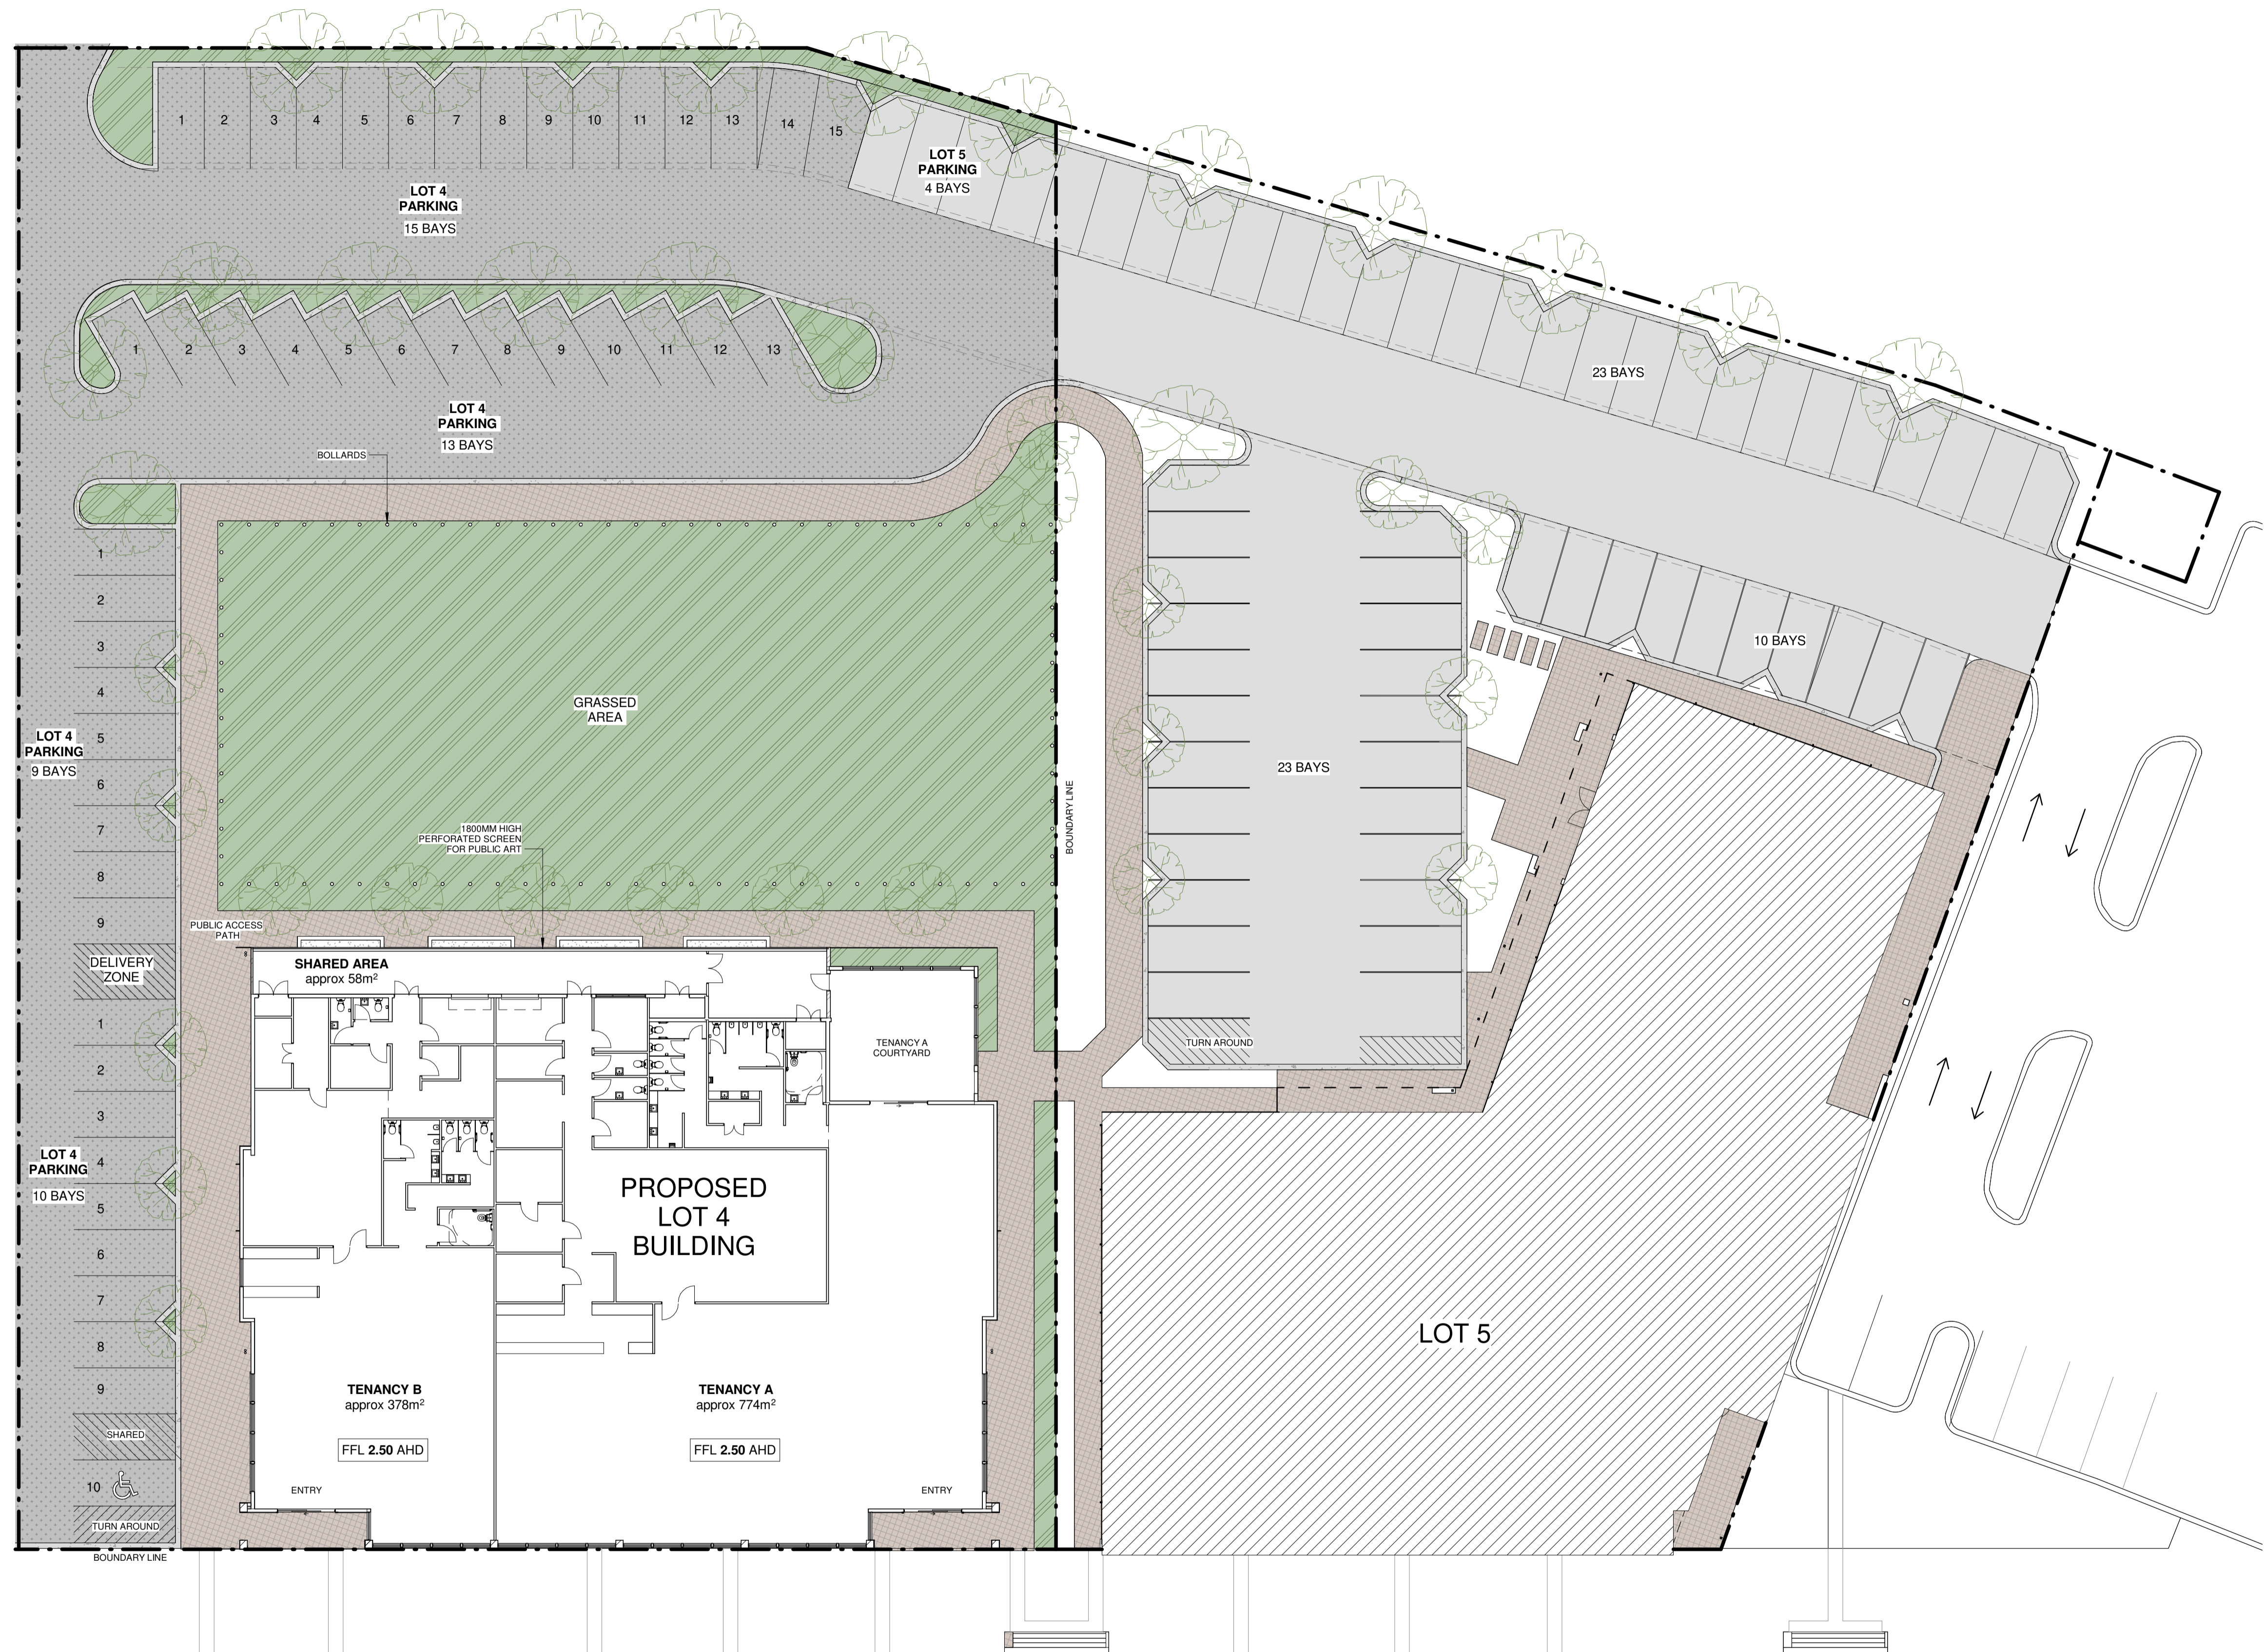 1 2 3 4 5 6 7 8 9 10 11 12 13 14 15
LOT 4
PARKING
15 BAYS
LOT 5
PARKING
4 BAYS
1 2 3 4 5 6 7 8 9 10 11 12 13
LOT 4
PARKING
13 BAYS
BOLLARDS
23 BAYS
10 BAYS
23 BAYS
TURN AROUND
BOUNDARY LINE
GRASSED
AREA
1800MM HIGH
PERFORATED SCREEN
FOR PUBLIC ART
1
2
3
4
5
6
7
8
9
LOT 4
PARKING
9 BAYS
DELIVERY
ZONE
PUBLIC ACCESS
PATH
SHARED AREA
approx 58m²
TENANCY A
COURTYARD
1
2
3
4
5
6
7
8
9
SHARED
10
TURN AROUND
LOT 4
PARKING
10 BAYS
PROPOSED
LOT 4
BUILDING
LOT 5
TENANCY B
approx 378m²
FFL 2.50 AHD
ENTRY
TENANCY A
approx 774m²
FFL 2.50 AHD
ENTRY
BOUNDARY LINE